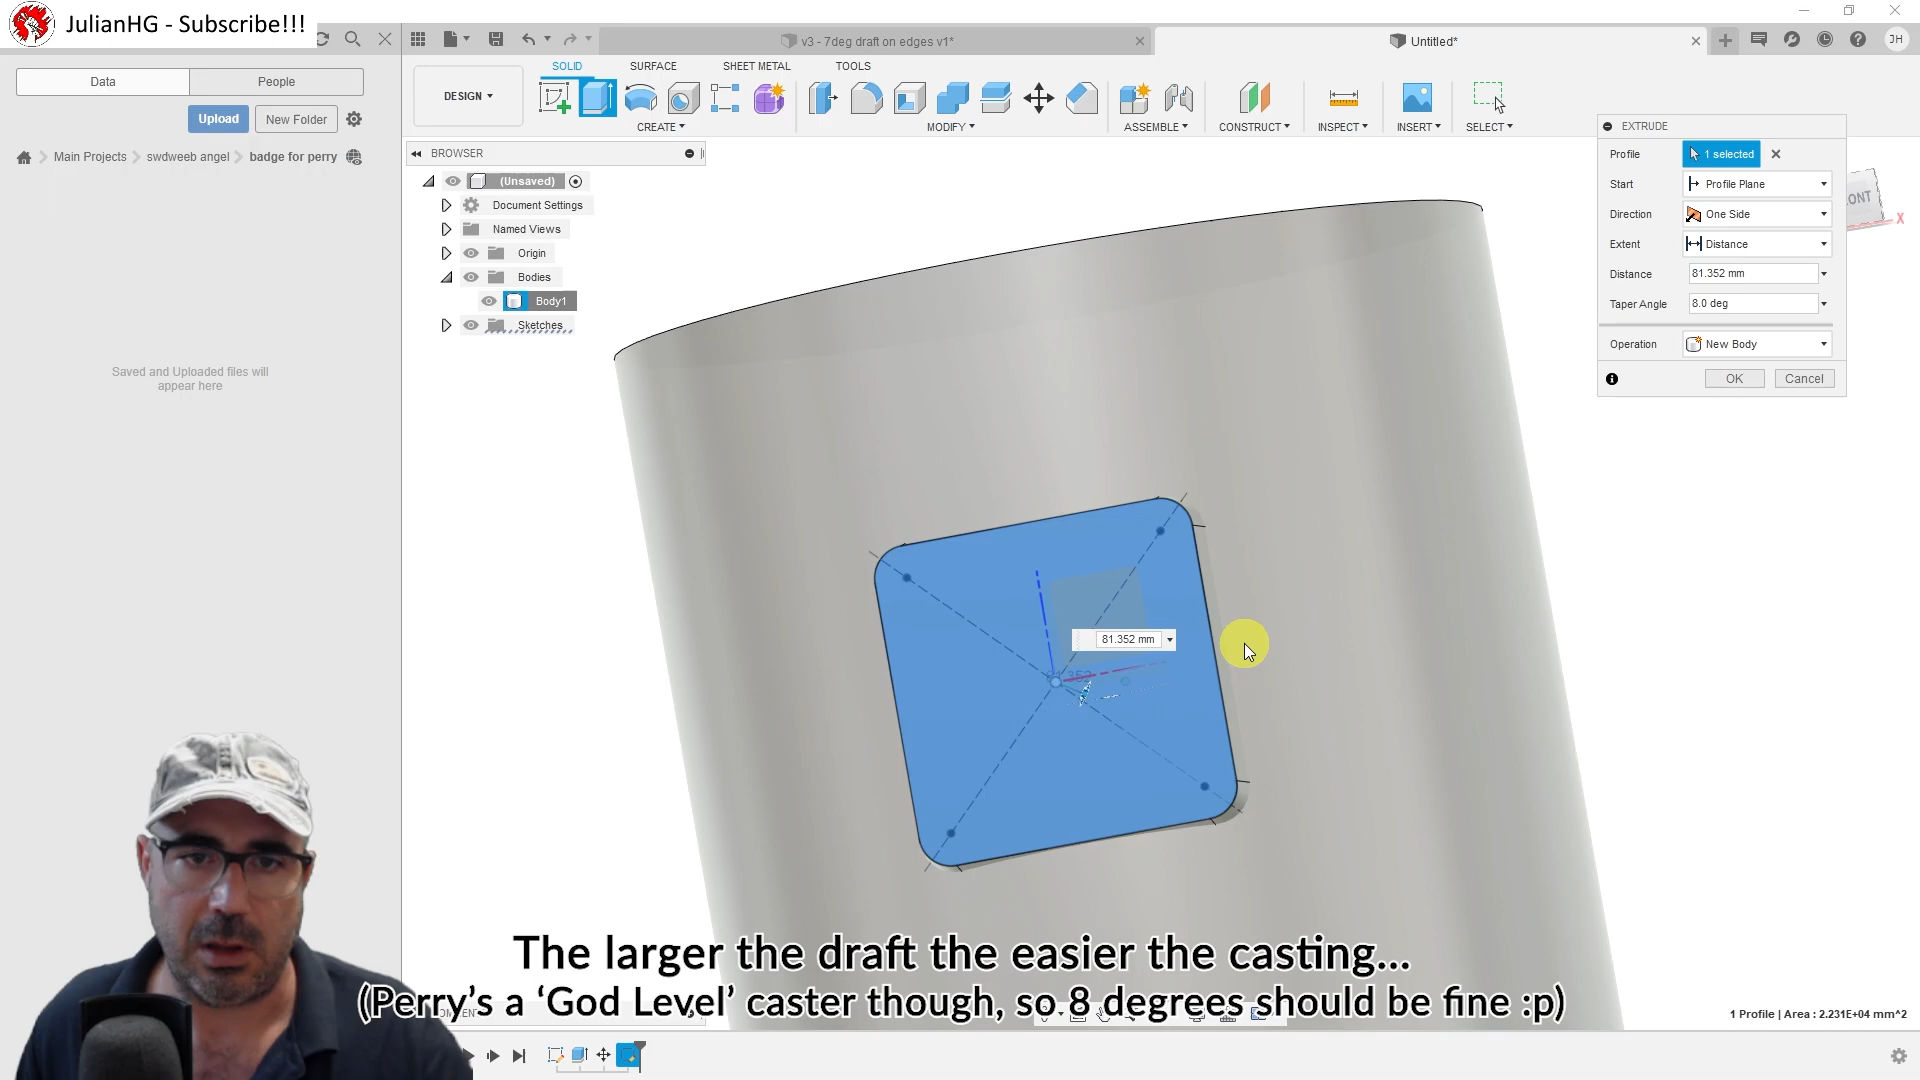 JulianHG - Subscribe!!!
v3 - 7deg draft on edges v1*
Untitled*
JH
Data
People
SOLID
SURFACE
SHEET METAL
TOOLS
DESIGN
Upload
New Folder
CREATE
MODIFY
ASSEMBLE
CONSTRUCT
INSPECT
INSERT
SELECT
Main Projects
swdweeb angel
badge for perry
BROWSER
(Unsaved)
Document Settings
Named Views
Origin
Bodies
Body1
Sketches
Saved and Uploaded files will
appear here
EXTRUDE
Profile
1 selected
Start
Profile Plane
Direction
One Side
Extent
Distance
Distance
81.352 mm
Taper Angle
8.0 deg
Operation
New Body
OK
Cancel
X
81.352 mm
The larger the draft the easier the casting...
(Perry's a 'God Level' caster though, so 8 degrees should be fine :p)
1 Profile | Area : 2.231E+04 mm^2